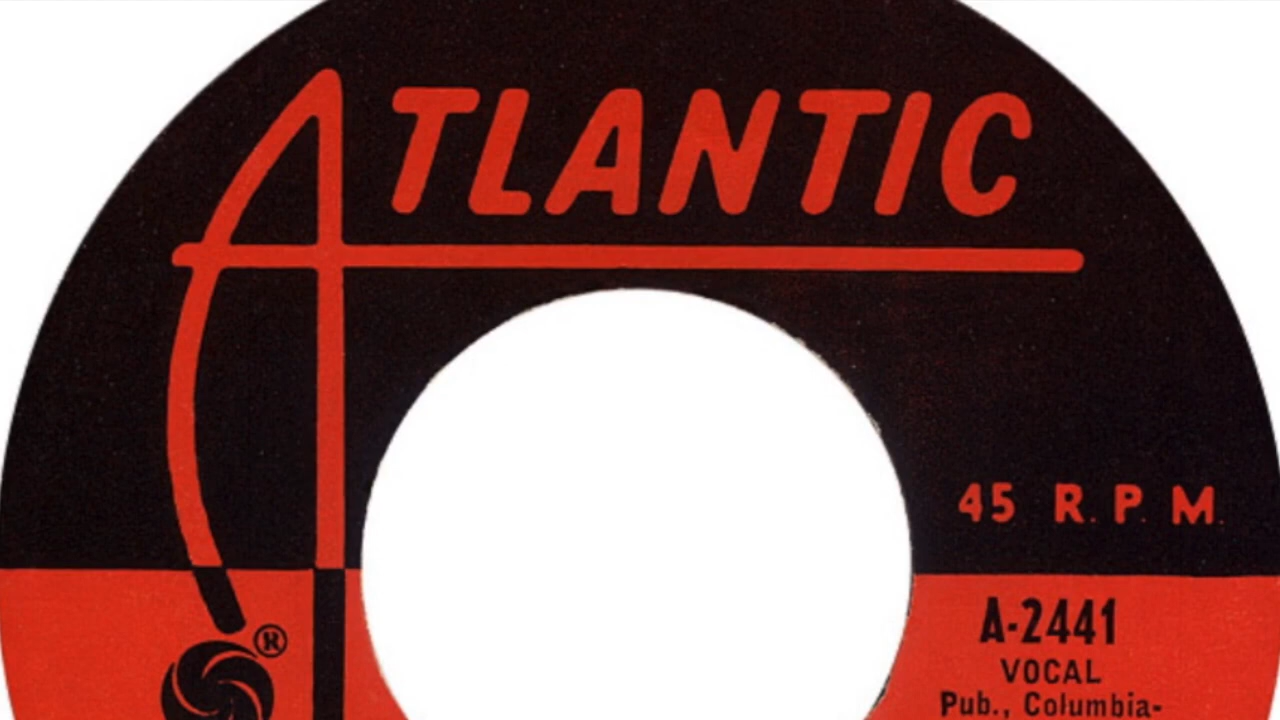 ATLANTIC
45 R. P. M.
®
A-2441
VOCAL
Pub., Columbia-